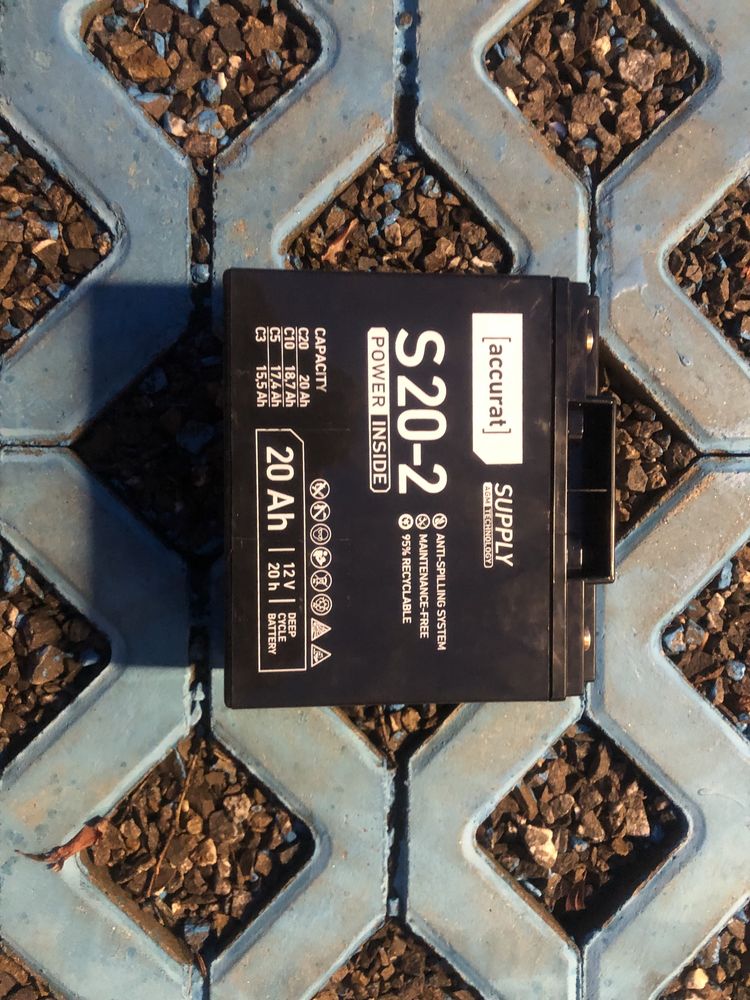 [accurat]
SUPPLY
AGM TECHNOLOGY
S 20-2
POWER INSIDE
ANTI-SPILLING SYSTEM
MAINTENANCE-FREE
95% RECYCLABLE
CAPACITY
C20 20 Ah
C10 18,7 Ah
C5 17,4 Ah
C3 15,5 Ah
20 Ah
12 V
20 h
DEEP
CYCLE
BATTERY